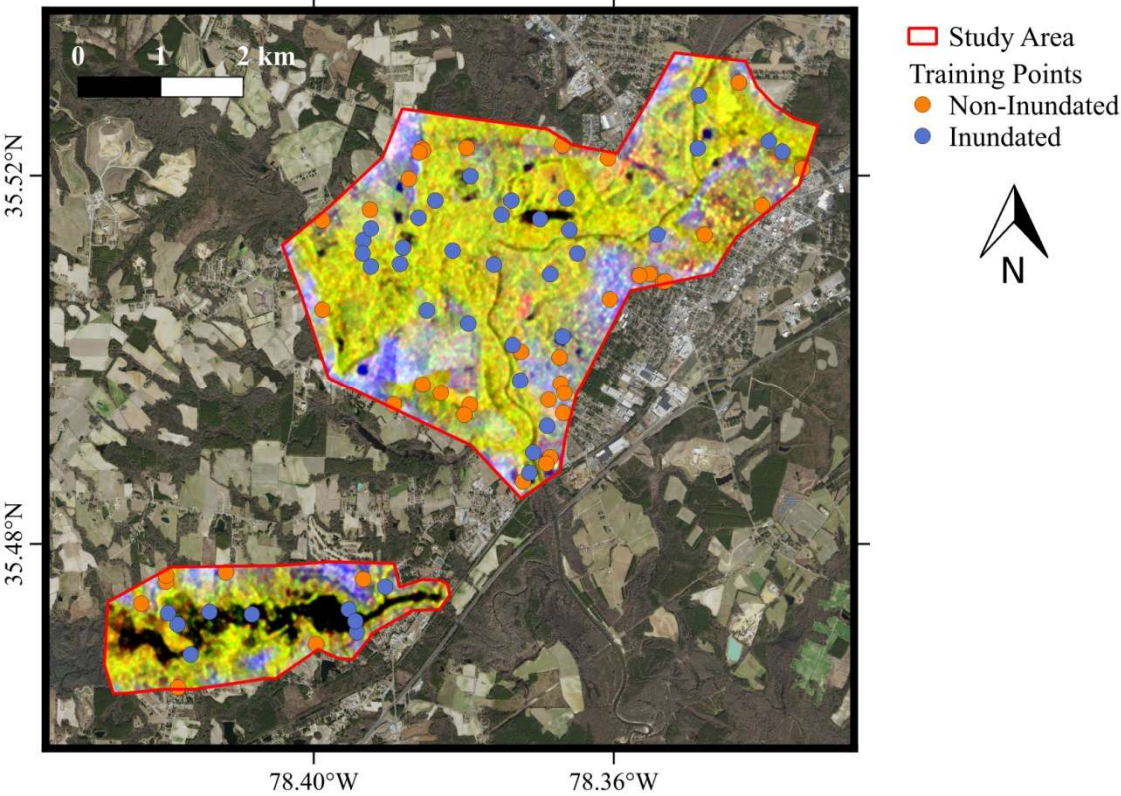 0 1 2 km
Study Area
Training Points
Non-Inundated
Inundated
N
35.52°N
35.48°N
78.40°W
78.36°W